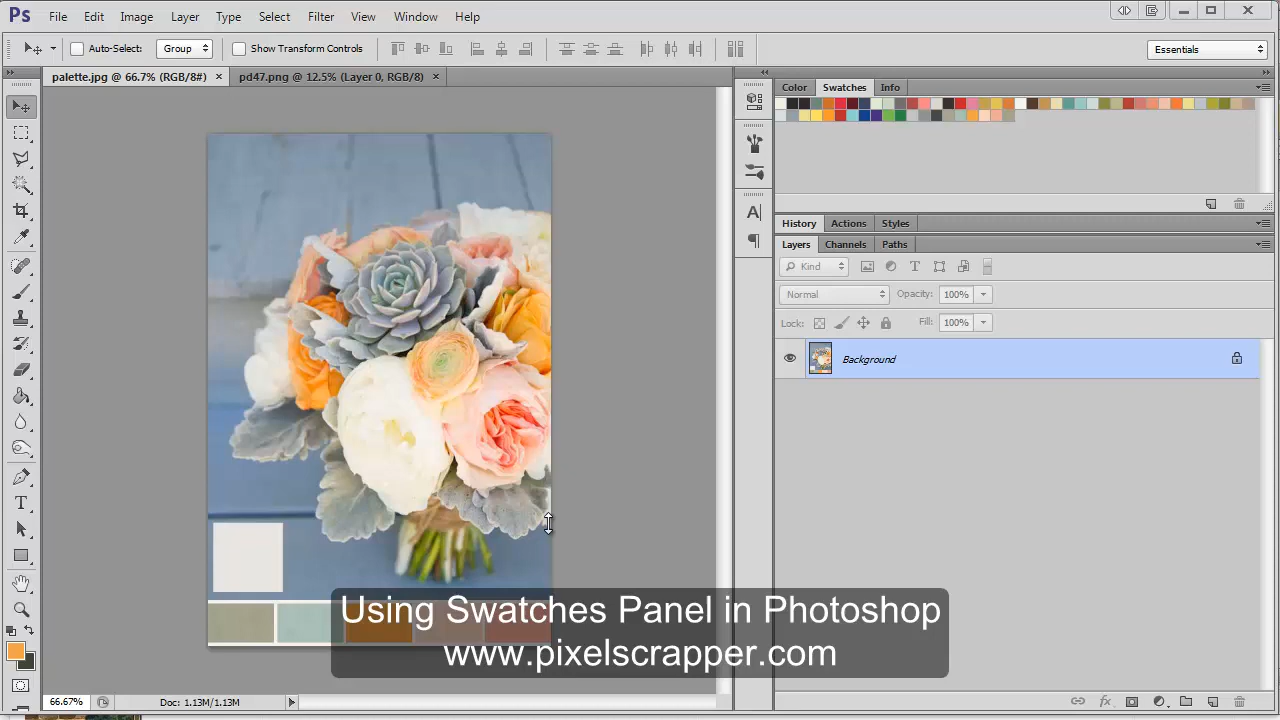 Ps File Edit Image Layer Type Select Filter View Window Help
Auto-Select: Group Show Transform Controls Essentials
palette.jpg @ 66.7% (RGB/8#) × pd47.png @ 12.5% (Layer 0, RGB/8) ×
Color Swatches Info
History Actions Styles
Layers Channels Paths
Kind
Normal Opacity: 100%
Lock: Fill: 100%
Background
Using Swatches Panel in Photoshop
www.pixelscrapper.com
66.67% Doc: 1.13M/1.13M